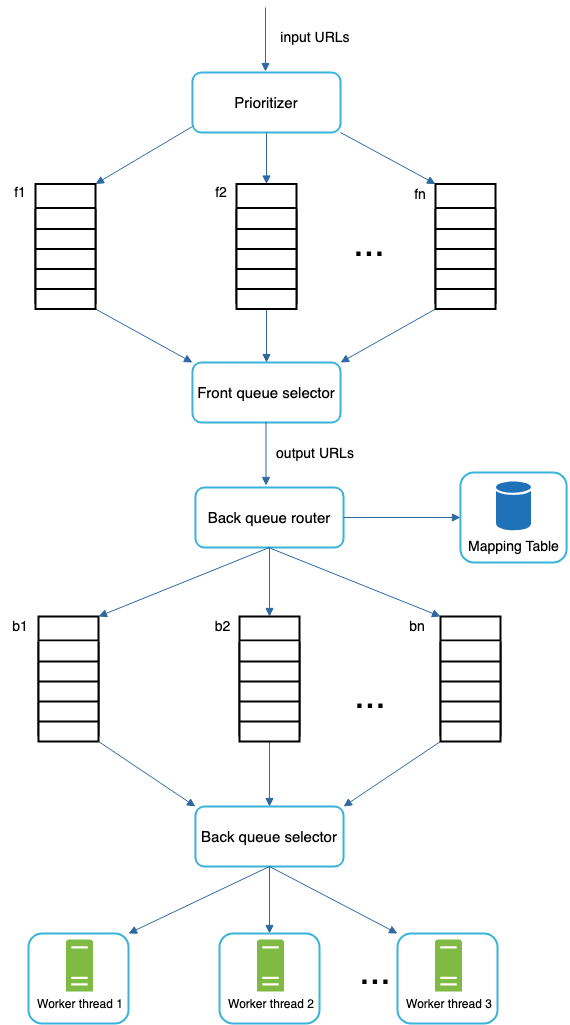 input URLs
Prioritizer
f1
f2
fn
...
Front queue selector
output URLs
Back queue router
Mapping Table
b1
b2
bn
...
Back queue selector
...
Worker thread 1
Worker thread 2
Worker thread 3